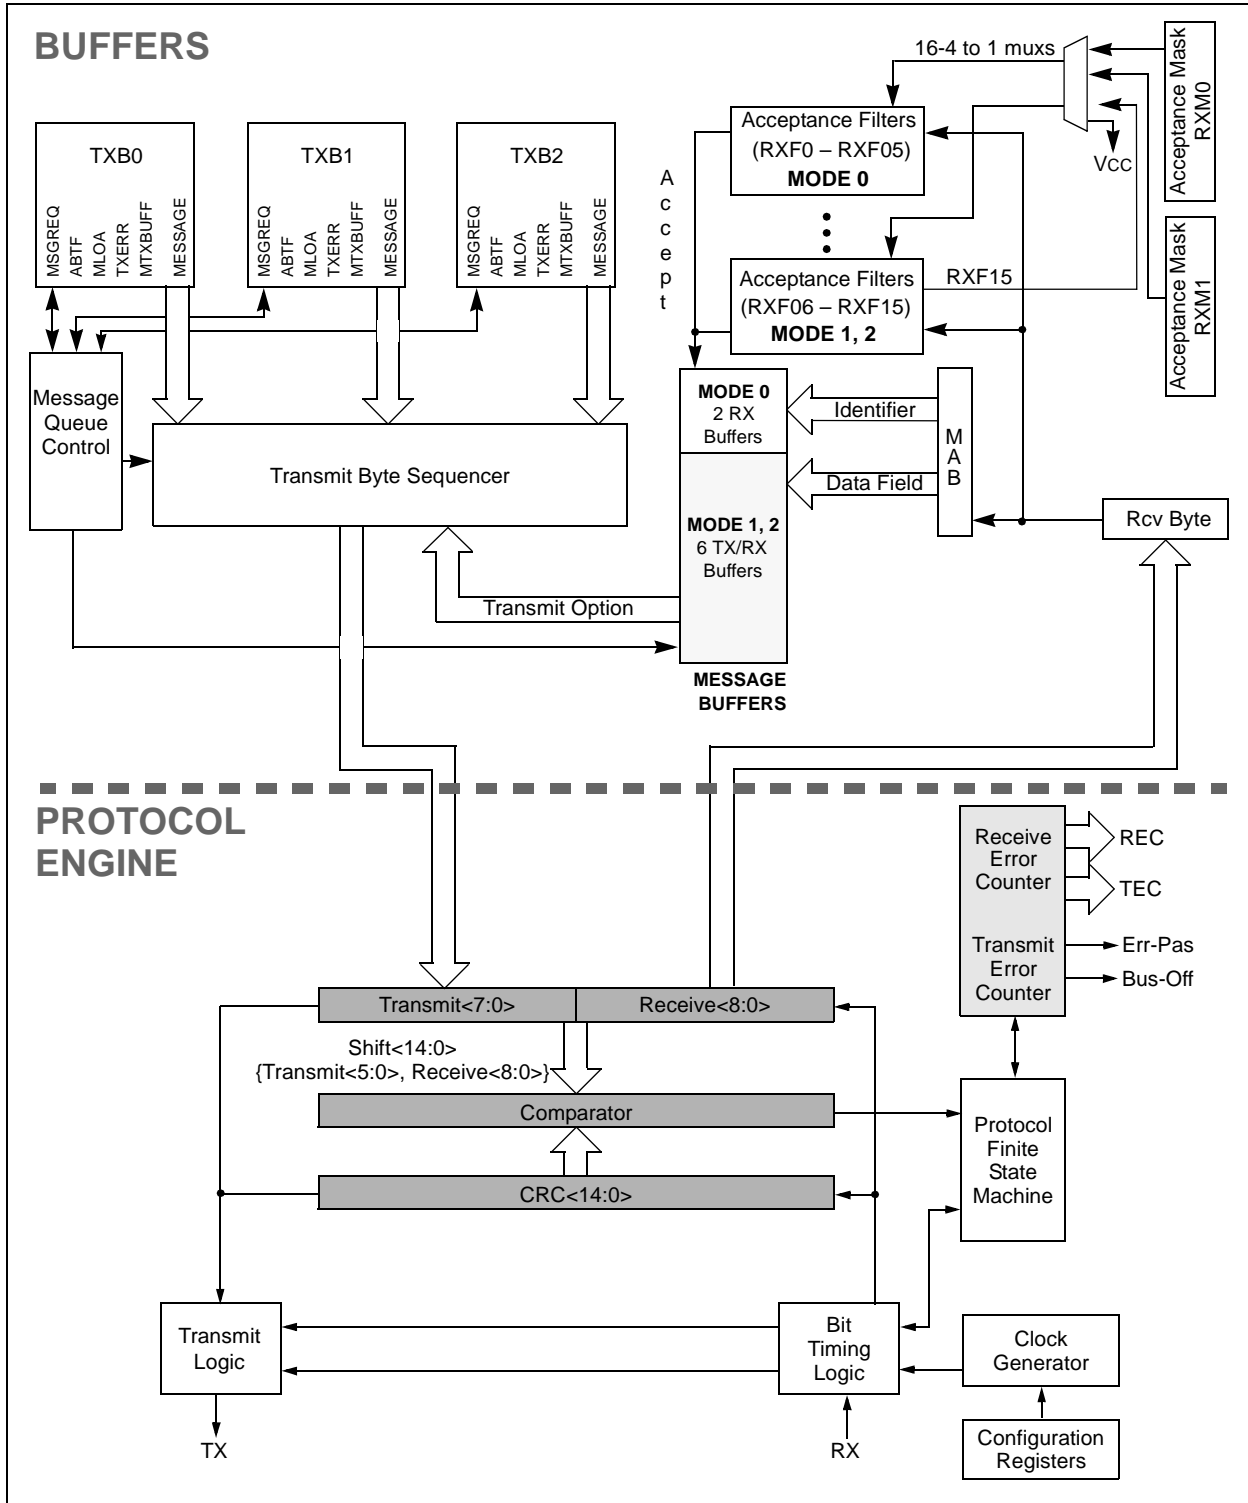 BUFFERS
16-4 to 1 muxs
Acceptance Mask
RXM0
VCC
Acceptance Mask
RXM1
TXB0
MSGREQ
ABTF
MLOA
TXERR
MTXBUFF
MESSAGE
TXB1
MSGREQ
ABTF
MLOA
TXERR
MTXBUFF
MESSAGE
TXB2
MSGREQ
ABTF
MLOA
TXERR
MTXBUFF
MESSAGE
Accept
Acceptance Filters
(RXF0 – RXF05)
MODE 0
Acceptance Filters
(RXF06 – RXF15)
MODE 1, 2
RXF15
Message
Queue
Control
Transmit Byte Sequencer
MODE 0
2 RX
Buffers
Identifier
Data Field
MAB
MODE 1, 2
6 TX/RX
Buffers
Rcv Byte
Transmit Option
MESSAGE
BUFFERS
PROTOCOL
ENGINE
Receive
Error
Counter
REC
TEC
Transmit
Error
Counter
Err-Pas
Bus-Off
Transmit<7:0>
Receive<8:0>
Shift<14:0>
{Transmit<5:0>, Receive<8:0>}
Comparator
CRC<14:0>
Protocol
Finite
State
Machine
Transmit
Logic
Bit
Timing
Logic
Clock
Generator
TX
RX
Configuration
Registers